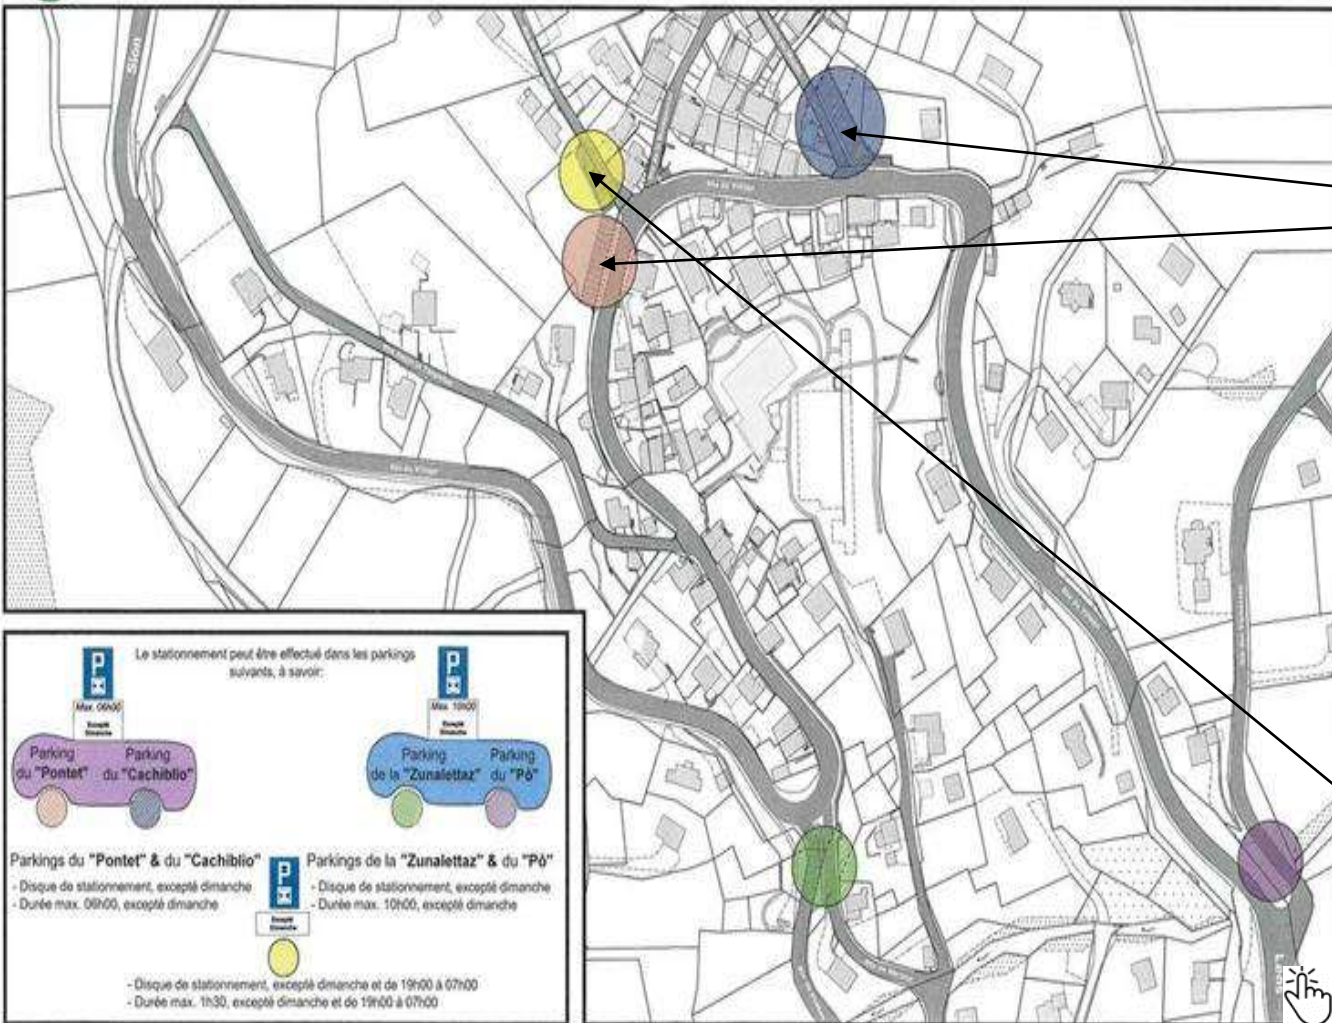 Sion
Le stationnement peut être effectué dans les parkings
suivants, à savoir:
P
Max. 06h00
Excepté
Dimanche
P
Max. 10h00
Excepté
Dimanche
Parking
du "Pontet"
Parking
du "Cachiblio"
Parking
de la "Zunalettaz"
Parking
du "Pô"
Parkings du "Pontet" & du "Cachiblio"
- Disque de stationnement, excepté dimanche
- Durée max. 06h00, excepté dimanche
Parkings de la "Zunalettaz" & du "Pô"
- Disque de stationnement, excepté dimanche
- Durée max. 10h00, excepté dimanche
P
Excepté
Dimanche
- Disque de stationnement, excepté dimanche et de 19h00 à 07h00
- Durée max. 1h30, excepté dimanche et de 19h00 à 07h00